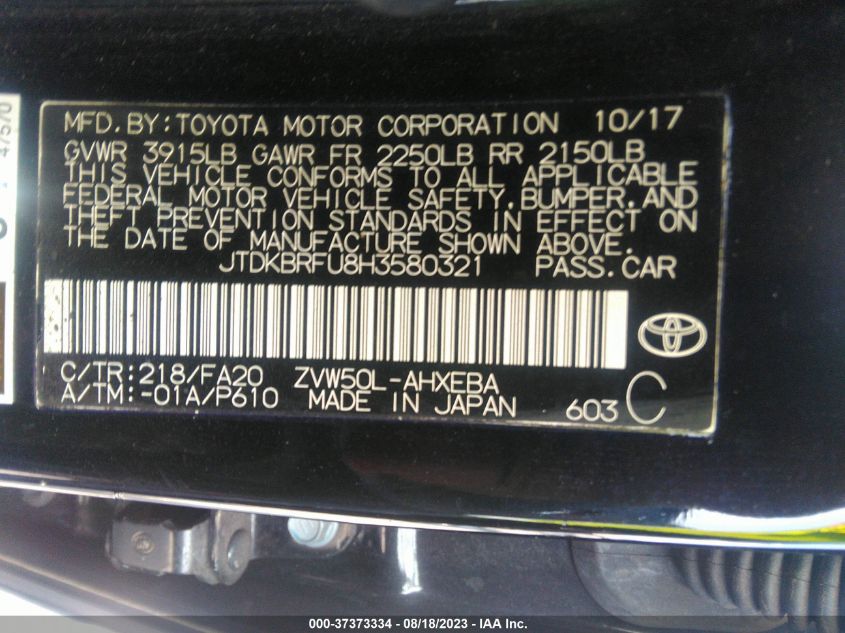 MFD.BY:TOYOTA MOTOR CORPORATION 10/17
GVWR 3915LB GAWR FR 2250LB RR 2150LB
THIS VEHICLE CONFORMS TO ALL APPLICABLE
FEDERAL MOTOR VEHICLE SAFETY,BUMPER,AND
THEFT PREVENTION STANDARDS IN EFFECT ON
THE DATE OF MANUFACTURE SHOWN ABOVE.
JTDKBRFU8H3580321 PASS.CAR
C/TR:218/FA20 ZVW50L-AHXEBA
A/TM:-01A/P610 MADE IN JAPAN 603 C
47570
000-37373334 - 08/18/2023 - IAA Inc.